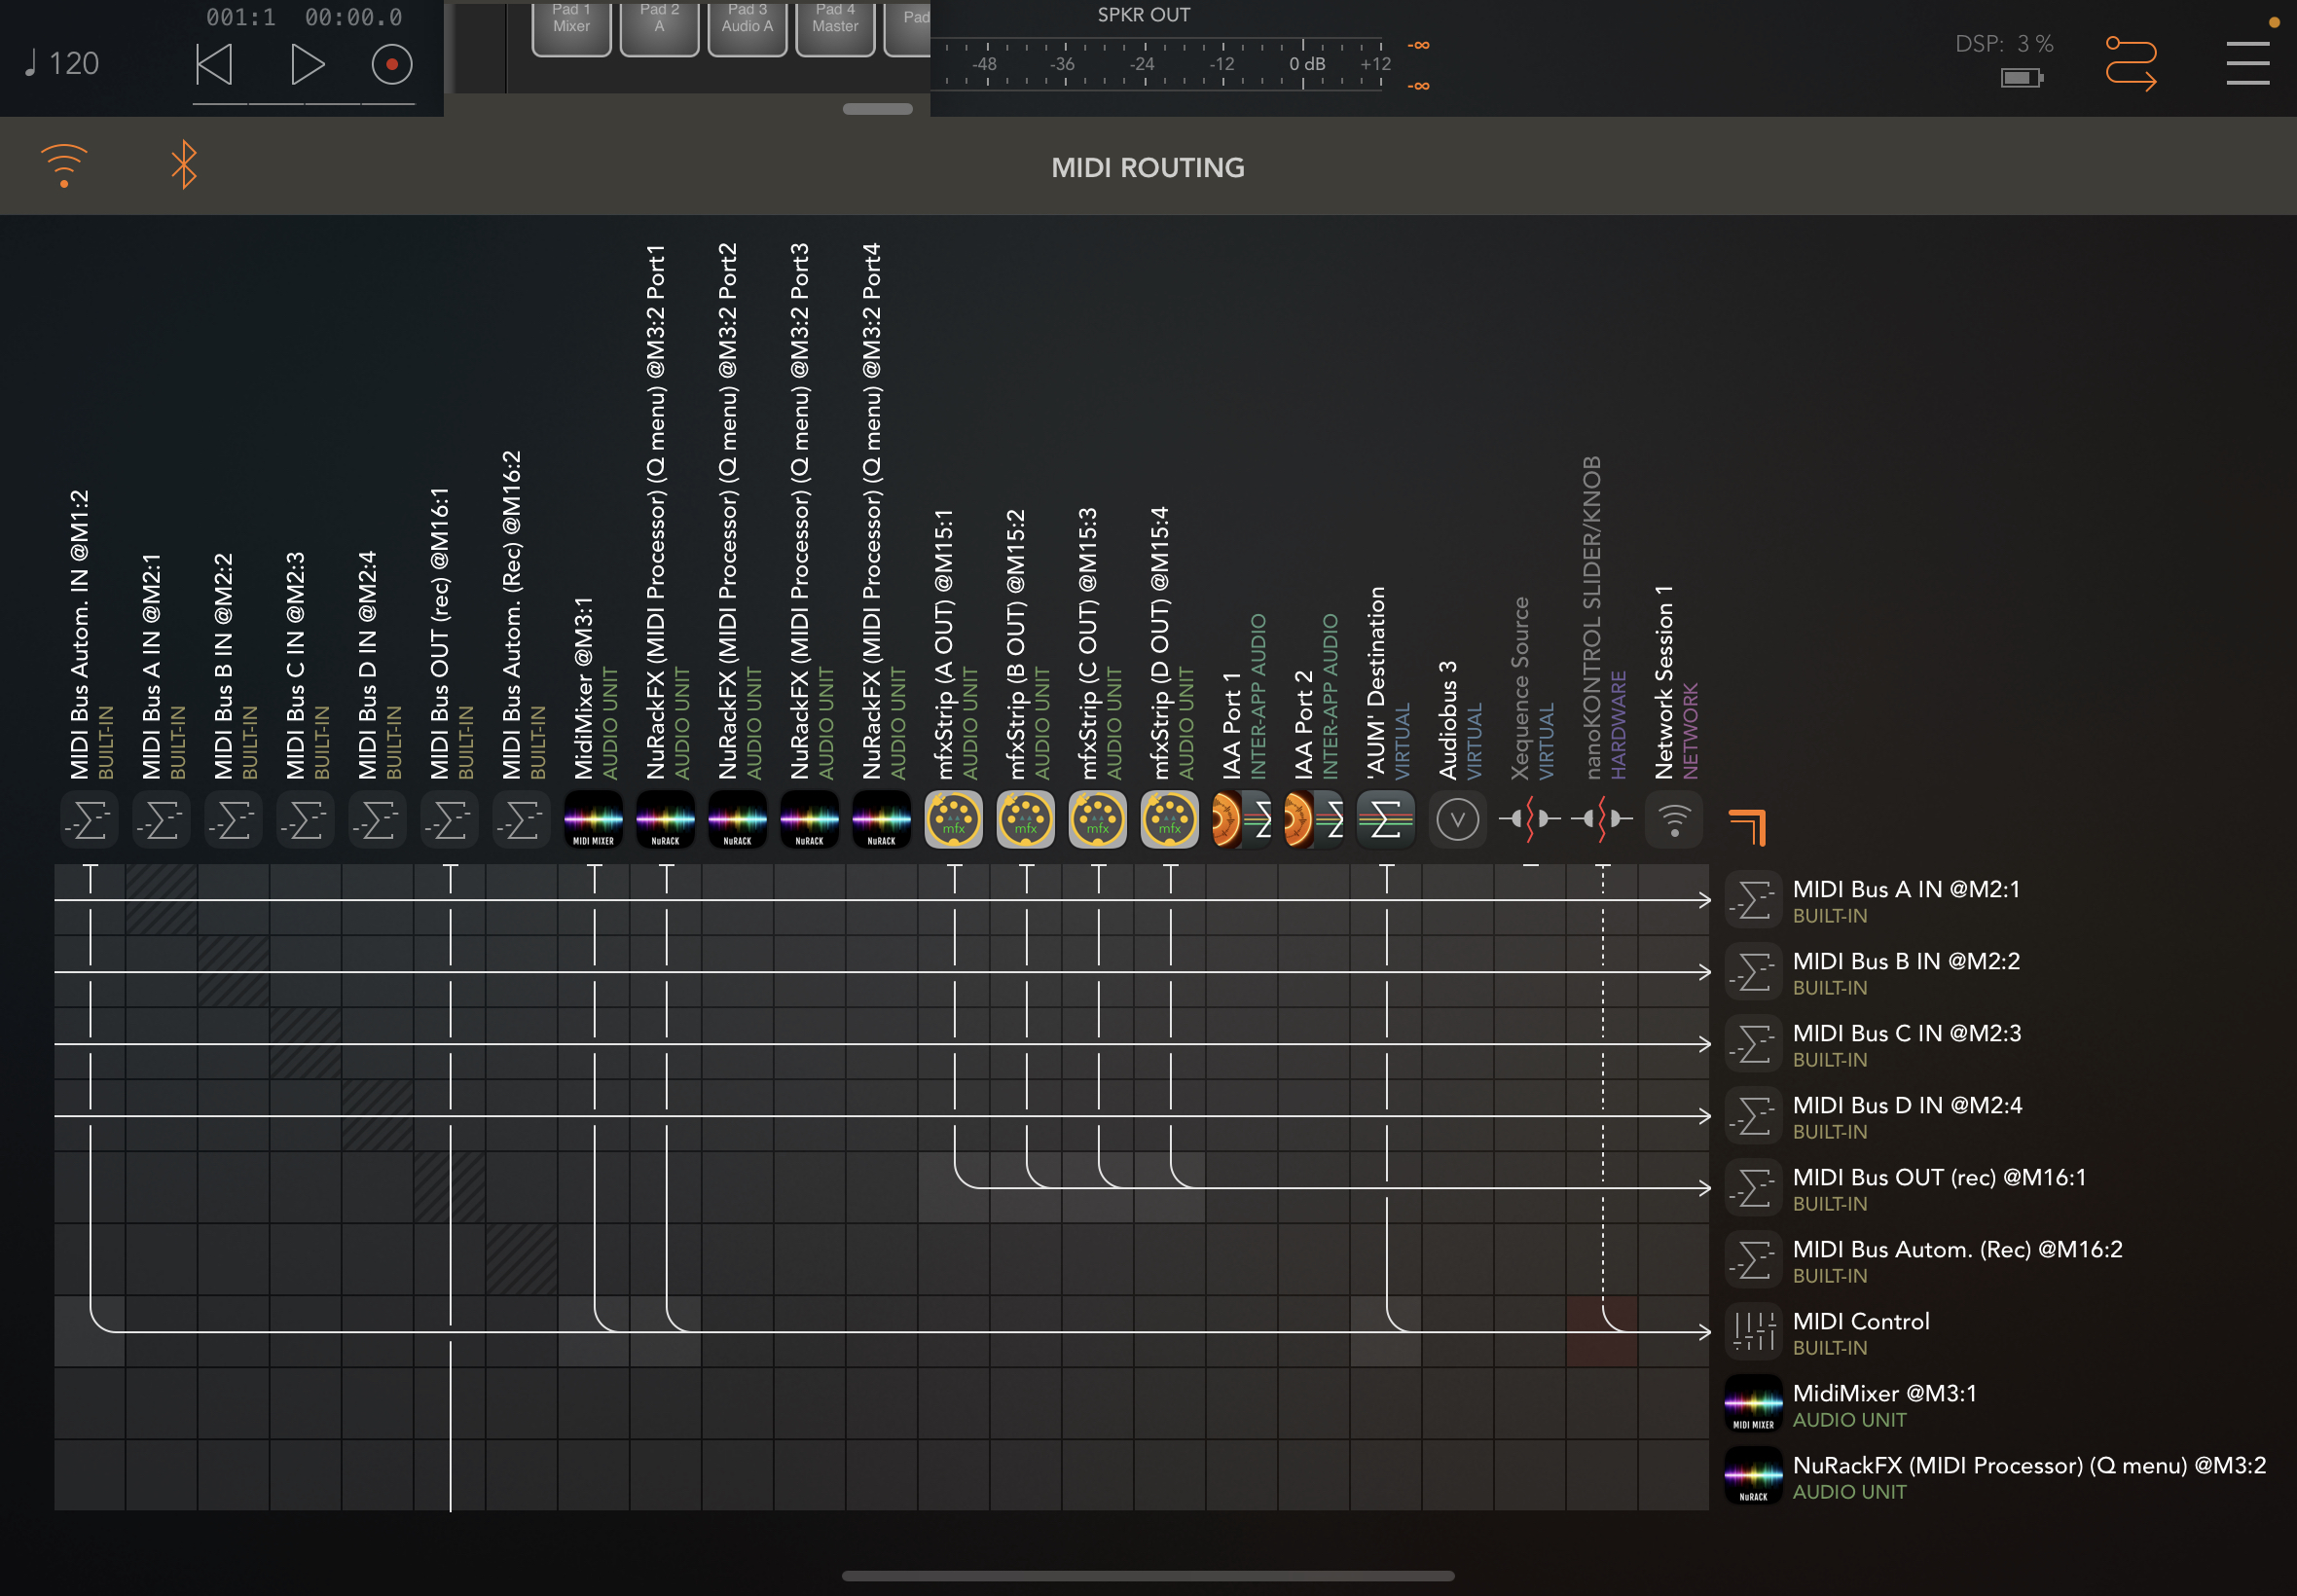 001:1 00:00.0
120
Pad 1
Mixer
Pad 2
A
Pad 3
Audio A
Pad 4
Master
Pad
SPKR OUT
-48 -36 -24 -12 0 dB +12
-∞
-∞
DSP: 3 %
MIDI ROUTING
MIDI Bus Autom. IN @M1:2
BUILT-IN
MIDI Bus A IN @M2:1
BUILT-IN
MIDI Bus B IN @M2:2
BUILT-IN
MIDI Bus C IN @M2:3
BUILT-IN
MIDI Bus D IN @M2:4
BUILT-IN
MIDI Bus OUT (rec) @M16:1
BUILT-IN
MIDI Bus Autom. (Rec) @M16:2
BUILT-IN
MidiMixer @M3:1
AUDIO UNIT
NuRackFX (MIDI Processor) (Q menu) @M3:2 Port1
AUDIO UNIT
NuRackFX (MIDI Processor) (Q menu) @M3:2 Port2
AUDIO UNIT
NuRackFX (MIDI Processor) (Q menu) @M3:2 Port3
AUDIO UNIT
NuRackFX (MIDI Processor) (Q menu) @M3:2 Port4
AUDIO UNIT
mfxStrip (A OUT) @M15:1
AUDIO UNIT
mfxStrip (B OUT) @M15:2
AUDIO UNIT
mfxStrip (C OUT) @M15:3
AUDIO UNIT
mfxStrip (D OUT) @M15:4
AUDIO UNIT
IAA Port 1
INTER-APP AUDIO
IAA Port 2
INTER-APP AUDIO
'AUM' Destination
VIRTUAL
Audiobus 3
VIRTUAL
Xequence Source
VIRTUAL
nanoKONTROL SLIDER/KNOB
HARDWARE
Network Session 1
NETWORK
MIDI MIXER
NuRACK
NuRACK
NuRACK
NuRACK
mfx
mfx
mfx
mfx
MIDI Bus A IN @M2:1
BUILT-IN
MIDI Bus B IN @M2:2
BUILT-IN
MIDI Bus C IN @M2:3
BUILT-IN
MIDI Bus D IN @M2:4
BUILT-IN
MIDI Bus OUT (rec) @M16:1
BUILT-IN
MIDI Bus Autom. (Rec) @M16:2
BUILT-IN
MIDI Control
BUILT-IN
MIDI MIXER
MidiMixer @M3:1
AUDIO UNIT
NuRACK
NuRackFX (MIDI Processor) (Q menu) @M3:2
AUDIO UNIT